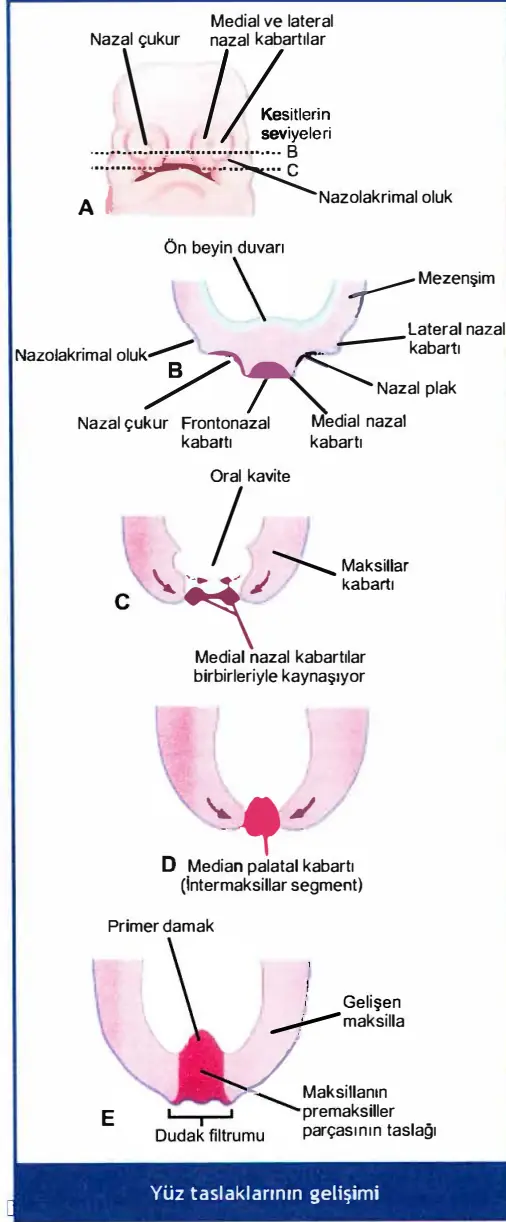 Medial ve lateral
Nazal çukur nazal kabartılar
Kesitlerin
seviyeleri
B
C
Nazolakrimal oluk
A
Ön beyin duvarı
Mezenşim
Lateral nazal
kabartı
Nazolakrimal oluk
B
Nazal plak
Nazal çukur Frontonazal Medial nazal
kabartı kabartı
Oral kavite
Maksillar
kabartı
C
Medial nazal kabartılar
birbirleriyle kaynaşıyor
D Median palatal kabartı
(İntermaksillar segment)
Primer damak
Gelişen
maksilla
Maksillanın
premaksiller
parçasının taslağı
E
Dudak filtrumu
Yüz taslaklarının gelişimi